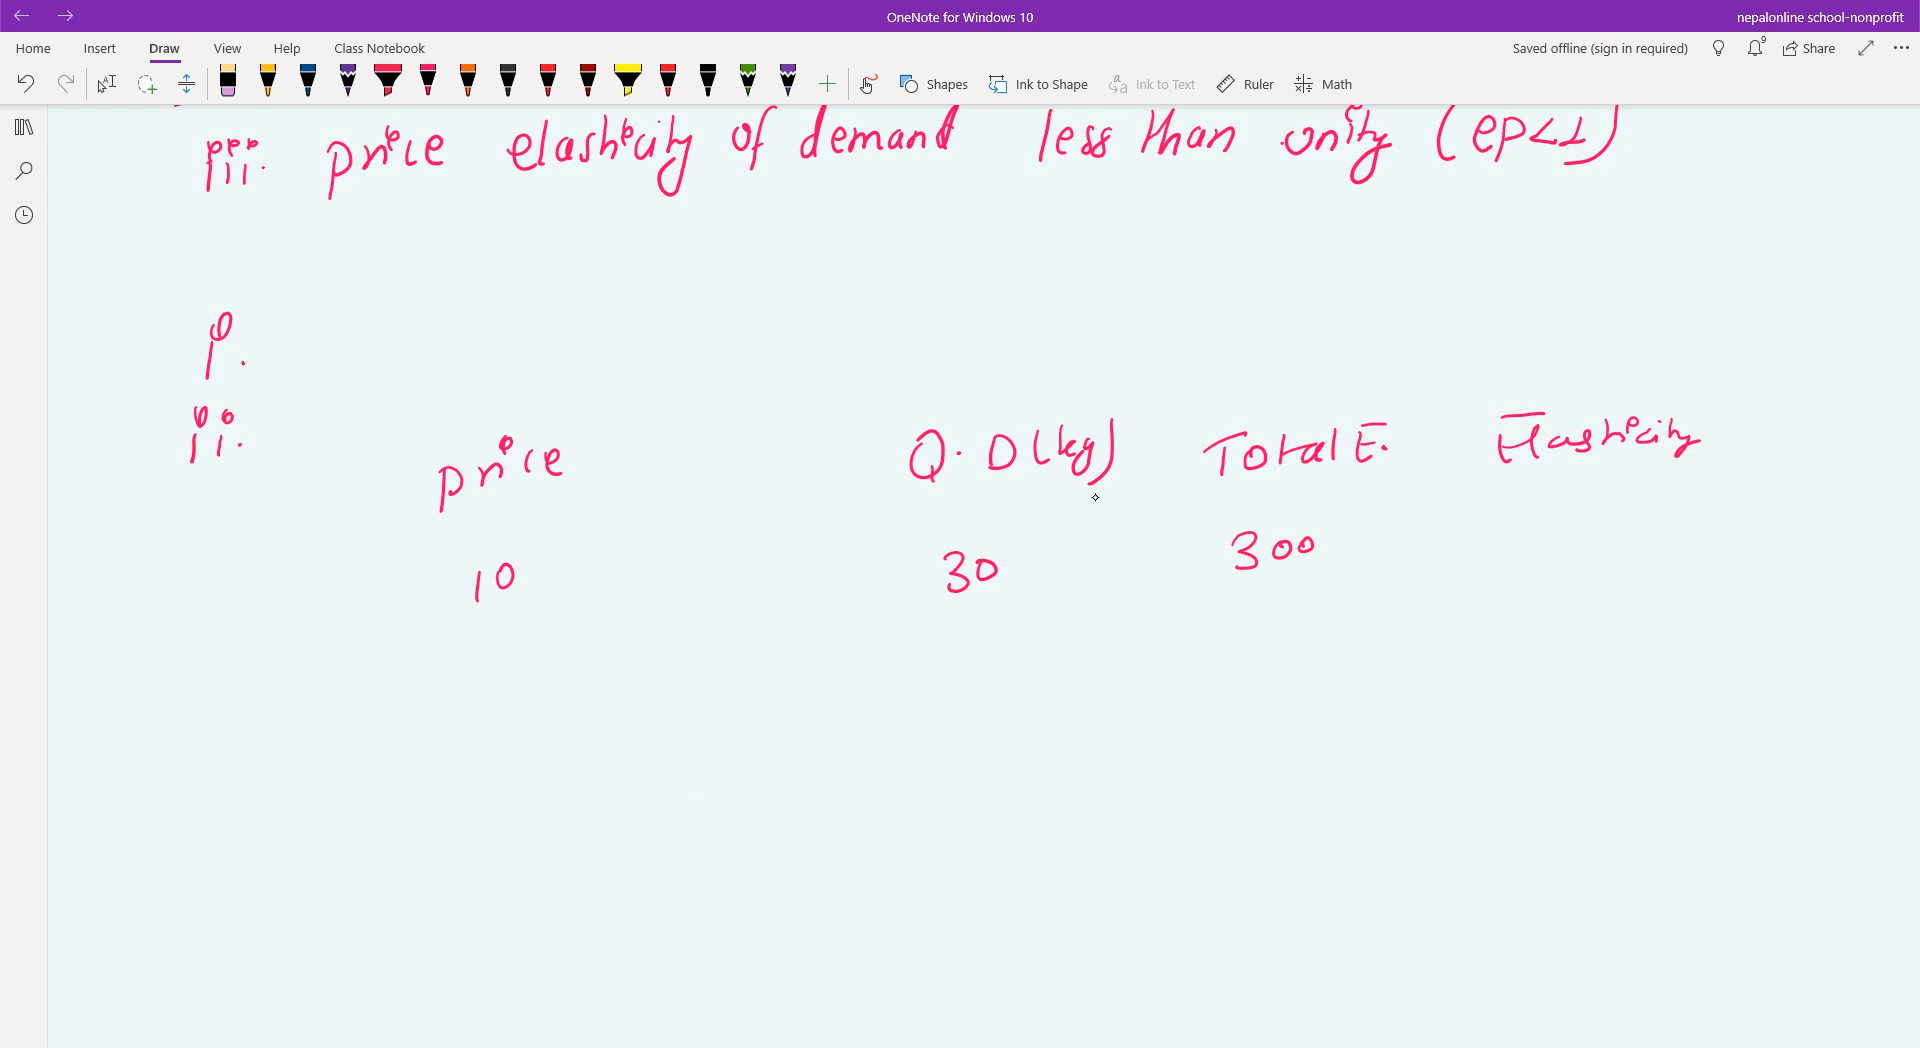 OneNote for Windows 10
nepalonline school-nonprofit
Home Insert Draw View Help Class Notebook
Saved offline (sign in required) 9 Share
Shapes Ink to Shape Ink to Text Ruler Math
iii. price elasticity of demand less than unity (ep<1)
i.
ii.
price Q.D(kg) Total E. Elasticity
10 30 300